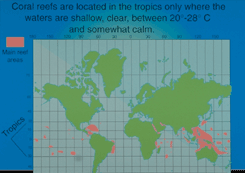 Coral reefs are located in the tropics only where the
waters are shallow, clear, between 20°-28° C
and somewhat calm.
Main reef
areas
Tropics